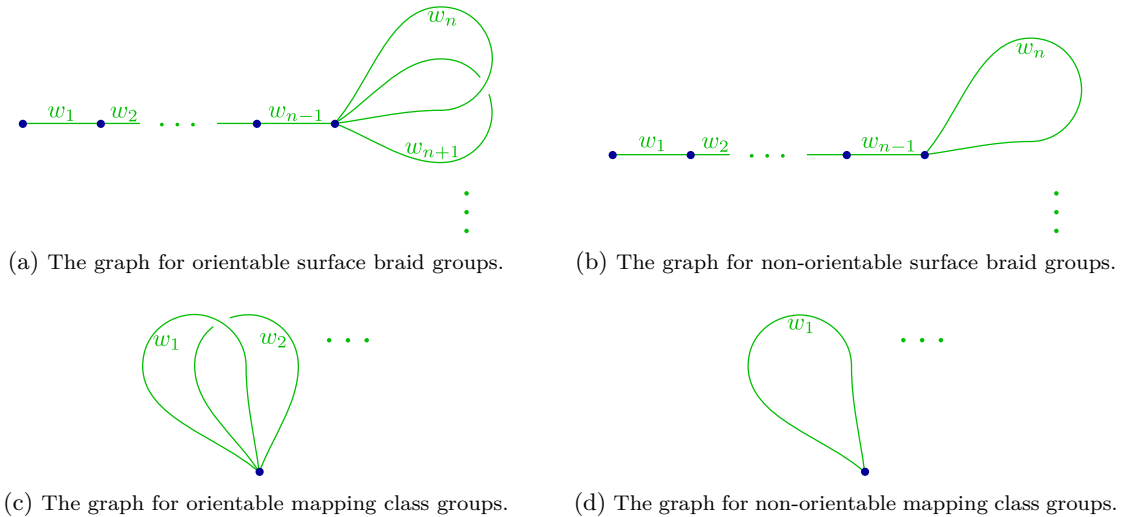 w_n
w_1 w_2 ⋯ w_{n−1}
w_{n+1}
⋮
w_n
w_1 w_2 ⋯ w_{n−1}
⋮
(a) The graph for orientable surface braid groups.
(b) The graph for non-orientable surface braid groups.
w_1 w_2 ⋯
w_1 ⋯
(c) The graph for orientable mapping class groups.
(d) The graph for non-orientable mapping class groups.